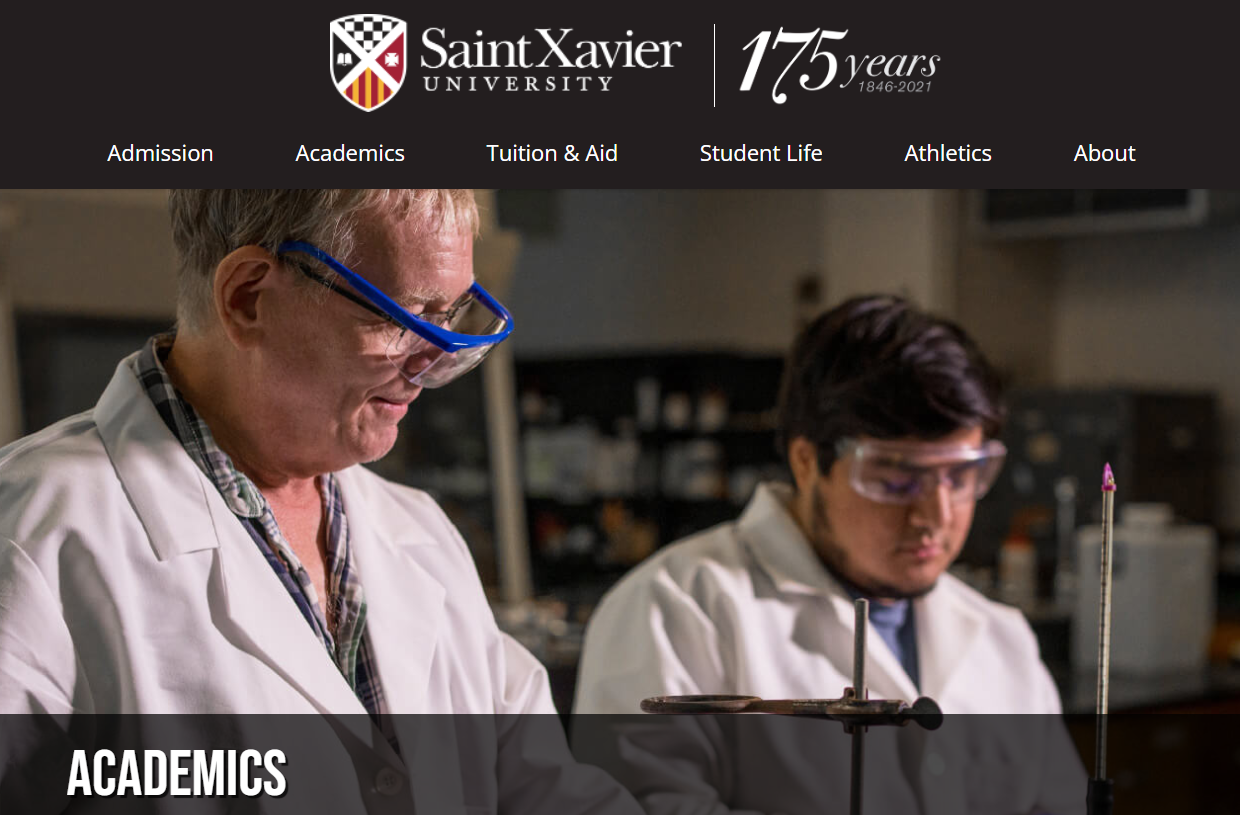 Saint Xavier
UNIVERSITY
175 years
1846-2021
Admission Academics Tuition & Aid Student Life Athletics About
ACADEMICS